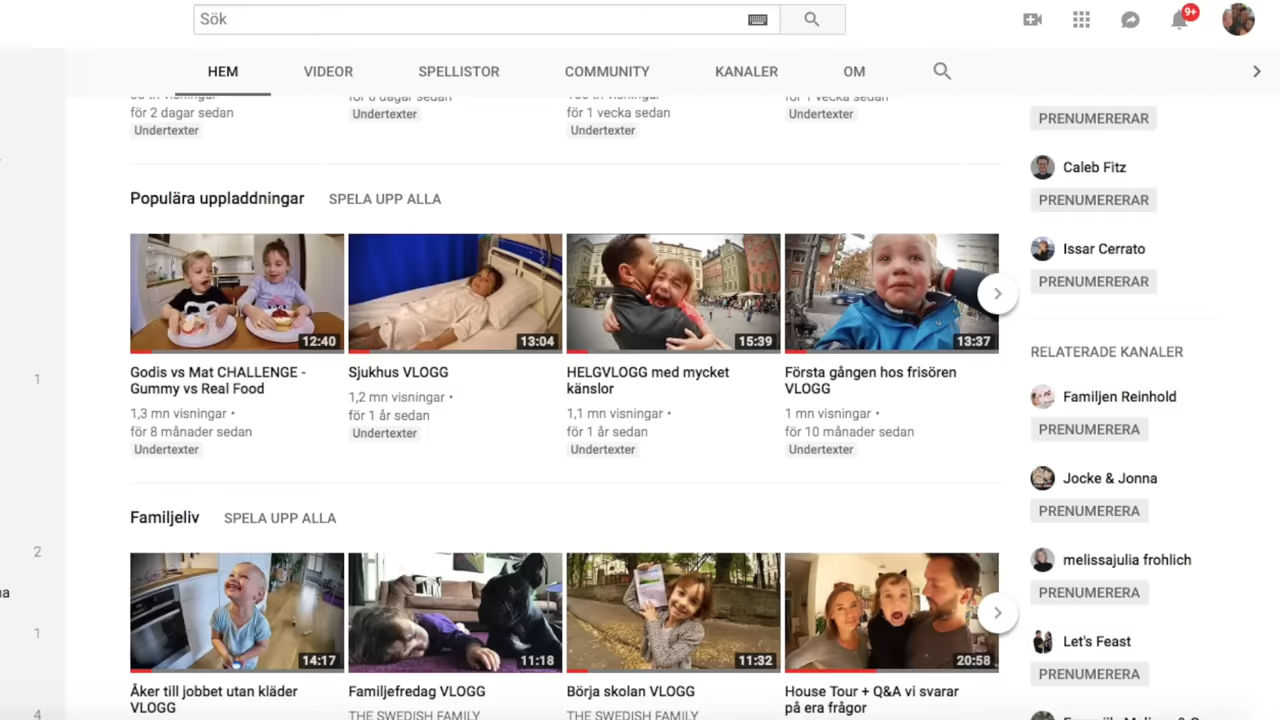 Sök
9+
HEM VIDEOR SPELLISTOR COMMUNITY KANALER OM
för 2 dagar sedan
Undertexter
för 6 dagar sedan
Undertexter
för 1 vecka sedan
Undertexter
för 1 vecka sedan
Undertexter
Populära uppladdningar SPELA UPP ALLA
12:40
Godis vs Mat CHALLENGE -
Gummy vs Real Food
1,3 mn visningar •
för 8 månader sedan
Undertexter
13:04
Sjukhus VLOGG
1,2 mn visningar •
för 1 år sedan
Undertexter
15:39
HELGVLOGG med mycket
känslor
1,1 mn visningar •
för 1 år sedan
Undertexter
13:37
Första gången hos frisören
VLOGG
1 mn visningar •
för 10 månader sedan
Undertexter
Familjeliv SPELA UPP ALLA
14:17
Åker till jobbet utan kläder
VLOGG
11:18
Familjefredag VLOGG
THE SWEDISH FAMILY
11:32
Börja skolan VLOGG
THE SWEDISH FAMILY
20:58
House Tour + Q&A vi svarar
på era frågor
PRENUMERERAR
Caleb Fitz
PRENUMERERAR
Issar Cerrato
PRENUMERERAR
RELATERADE KANALER
Familjen Reinhold
PRENUMERERA
Jocke & Jonna
PRENUMERERA
melissajulia frohlich
PRENUMERERA
Let's Feast
PRENUMERERA
1
2
1
4